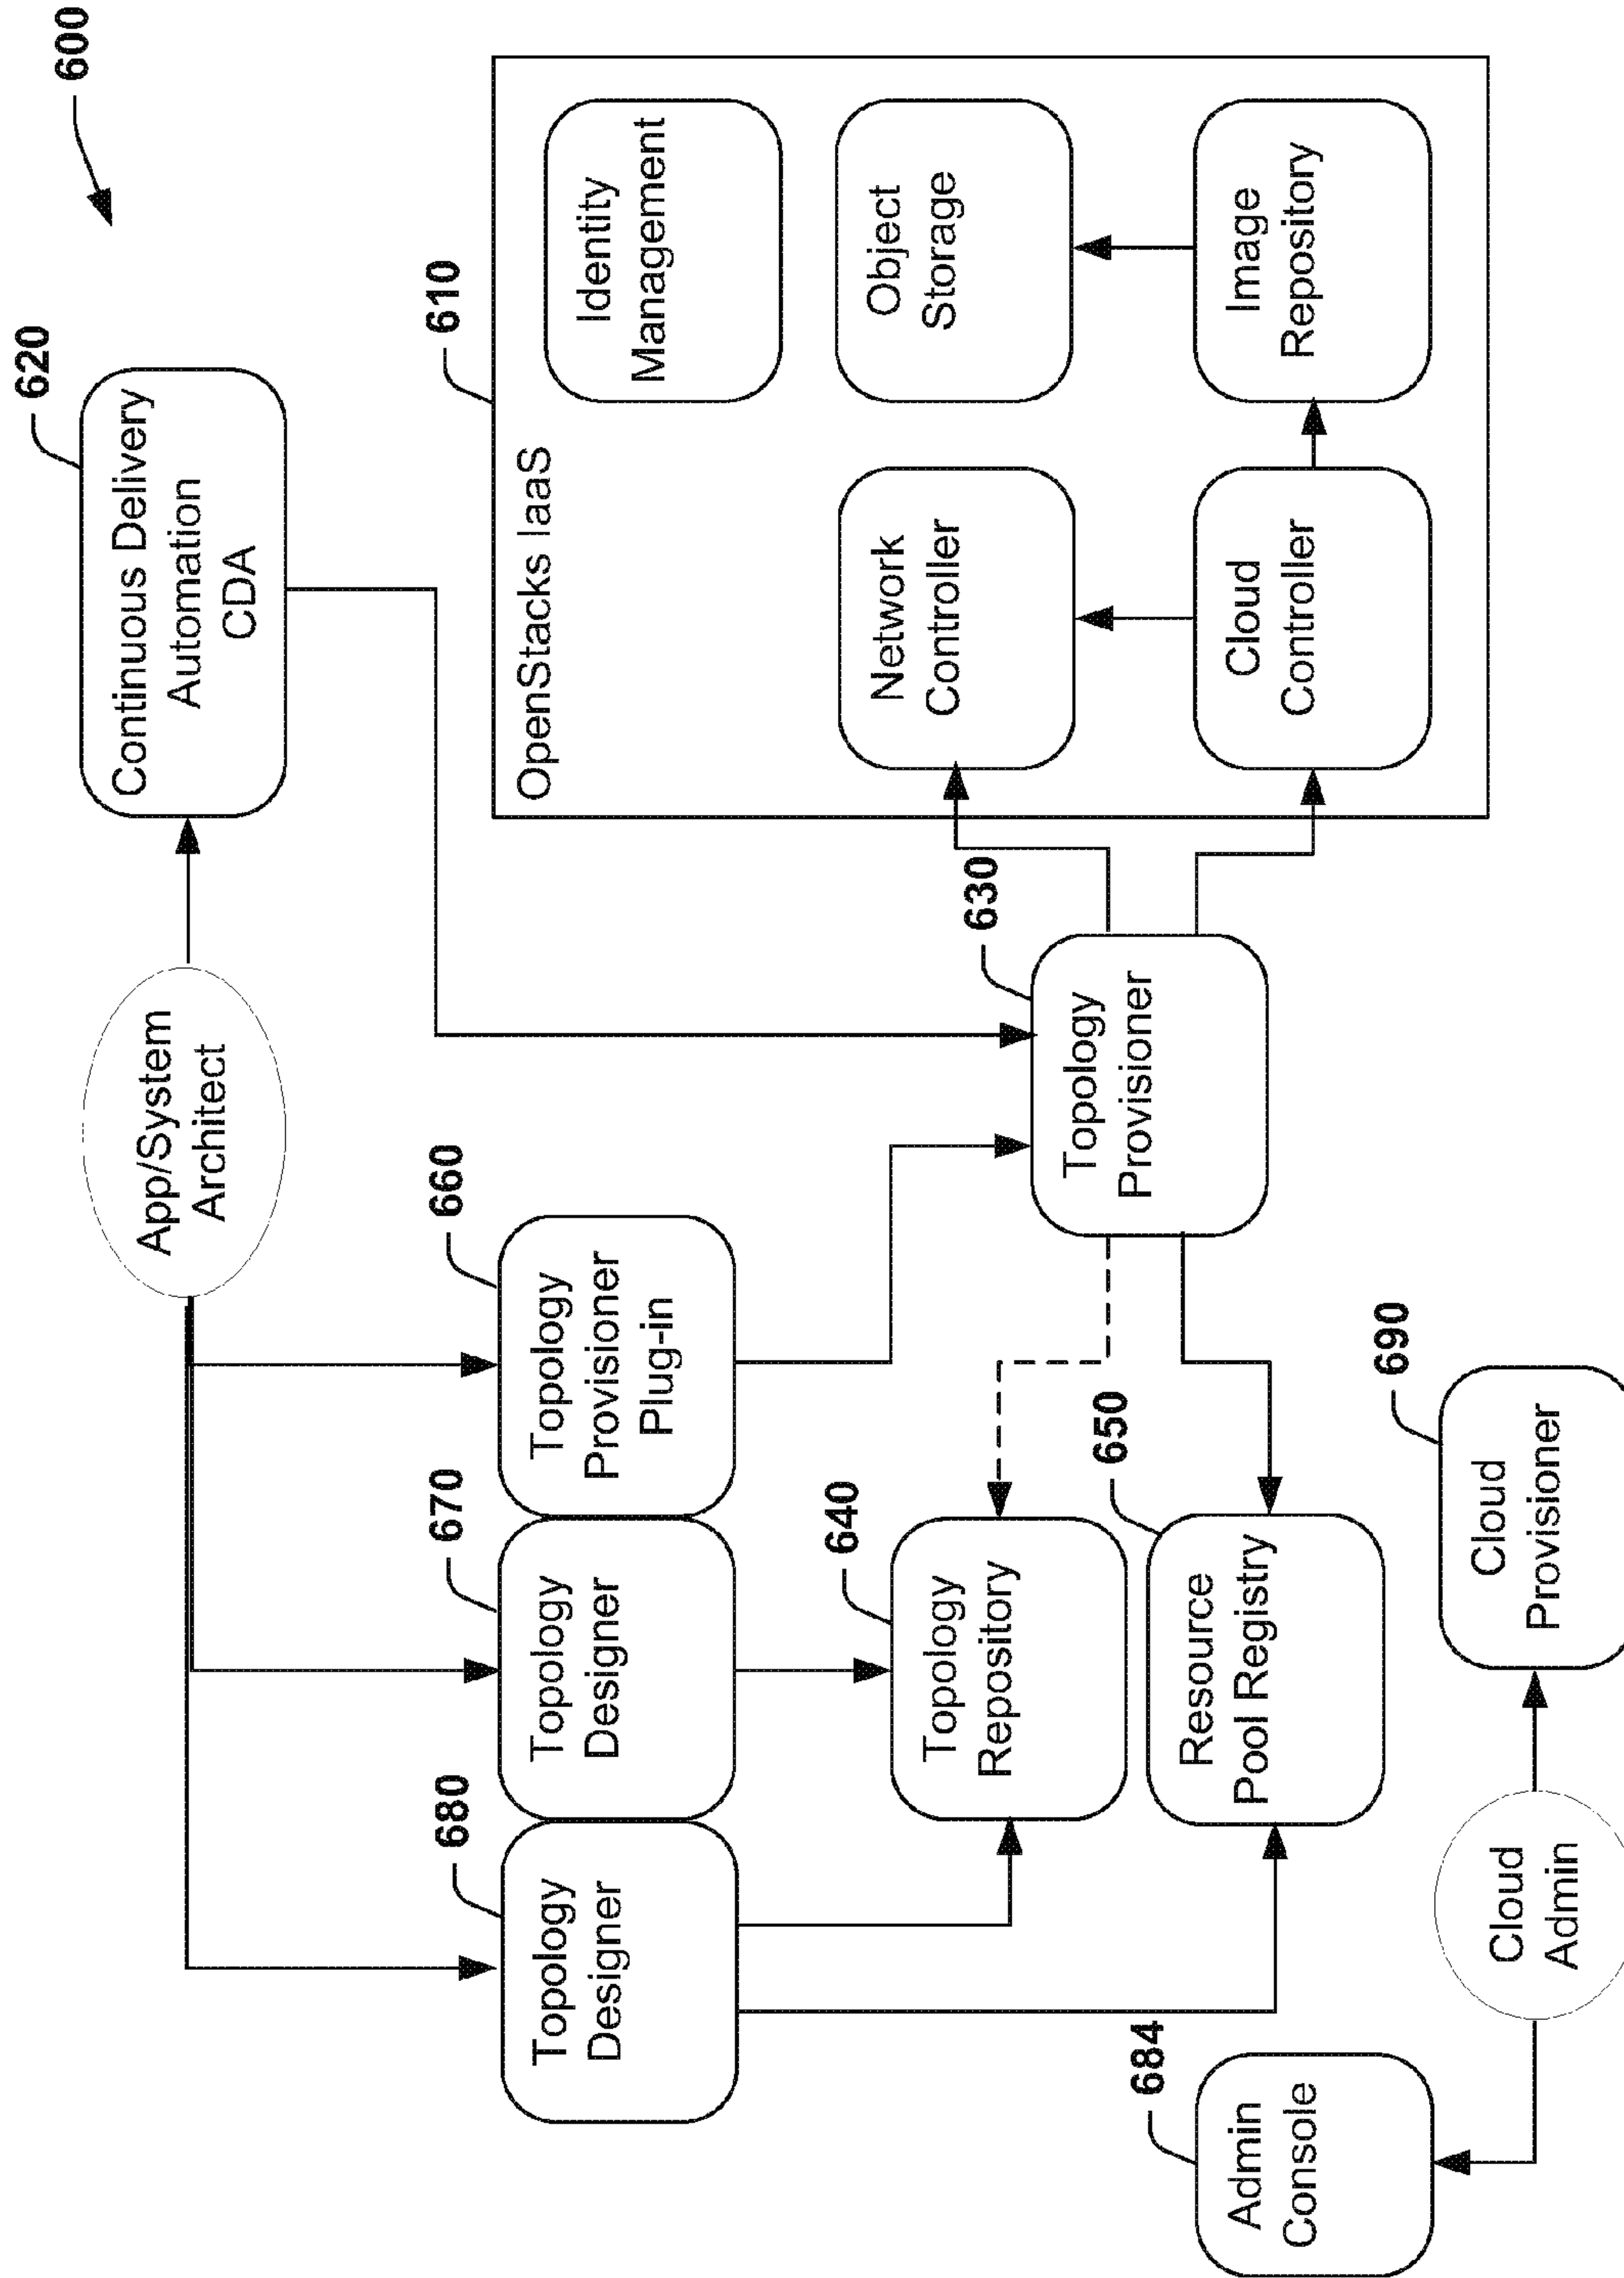 600
620
Continuous Delivery
Automation
CDA
App/System
Architect
610
OpenStacks IaaS
Identity
Management
Network
Controller
Object
Storage
Cloud
Controller
Image
Repository
630
Topology
Provisioner
660
Topology
Provisioner
Plug-in
670
Topology
Designer
680
Topology
Designer
640
Topology
Repository
650
Resource
Pool Registry
690
Cloud
Provisioner
Cloud
Admin
684
Admin
Console